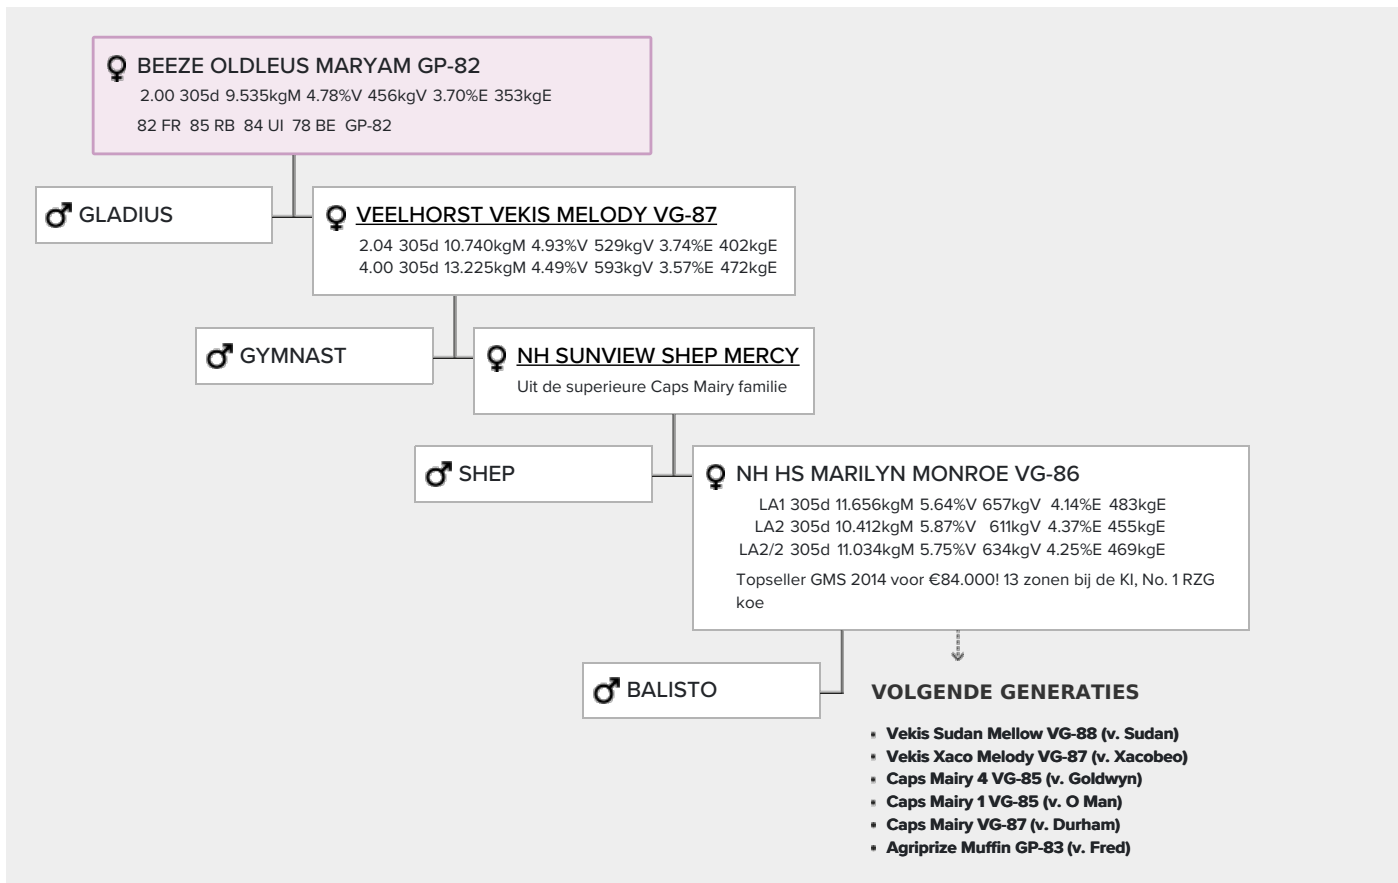 BEEZE OLDLEUS MARYAM GP-82
2.00 305d 9.535kgM 4.78%V 456kgV 3.70%E 353kgE
82 FR 85 RB 84 UI 78 BE GP-82
GLADIUS
VEELHORST VEKIS MELODY VG-87
2.04 305d 10.740kgM 4.93%V 529kgV 3.74%E 402kgE
4.00 305d 13.225kgM 4.49%V 593kgV 3.57%E 472kgE
GYMNAST
NH SUNVIEW SHEP MERCY
Uit de superieure Caps Mairy familie
SHEP
NH HS MARILYN MONROE VG-86
LA1 305d 11.656kgM 5.64%V 657kgV 4.14%E 483kgE
LA2 305d 10.412kgM 5.87%V 611kgV 4.37%E 455kgE
LA2/2 305d 11.034kgM 5.75%V 634kgV 4.25%E 469kgE
Topseller GMS 2014 voor €84.000! 13 zonen bij de KI, No. 1 RZG
koe
BALISTO
VOLGENDE GENERATIES
Vekis Sudan Mellow VG-88 (v. Sudan)
Vekis Xaco Melody VG-87 (v. Xacobeo)
Caps Mairy 4 VG-85 (v. Goldwyn)
Caps Mairy 1 VG-85 (v. O Man)
Caps Mairy VG-87 (v. Durham)
Agriprize Muffin GP-83 (v. Fred)